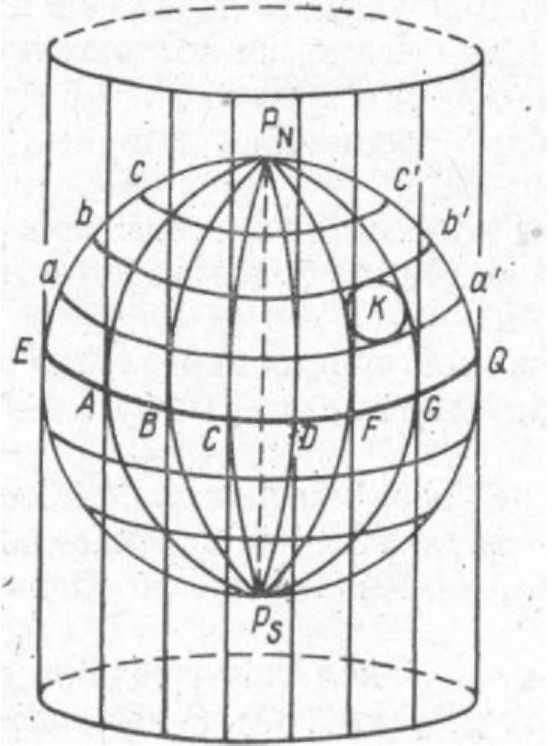 P_N
c c'
b b'
a a'
K
E Q
A B C D F G
P_S